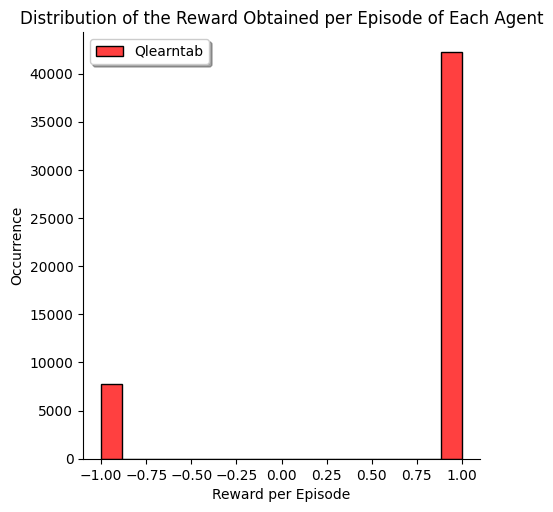 Distribution of the Reward Obtained per Episode of Each Agent
Qlearntab
40000
35000
30000
25000
20000
15000
10000
5000
0
Occurrence
−1.00 −0.75 −0.50 −0.25 0.00 0.25 0.50 0.75 1.00
Reward per Episode